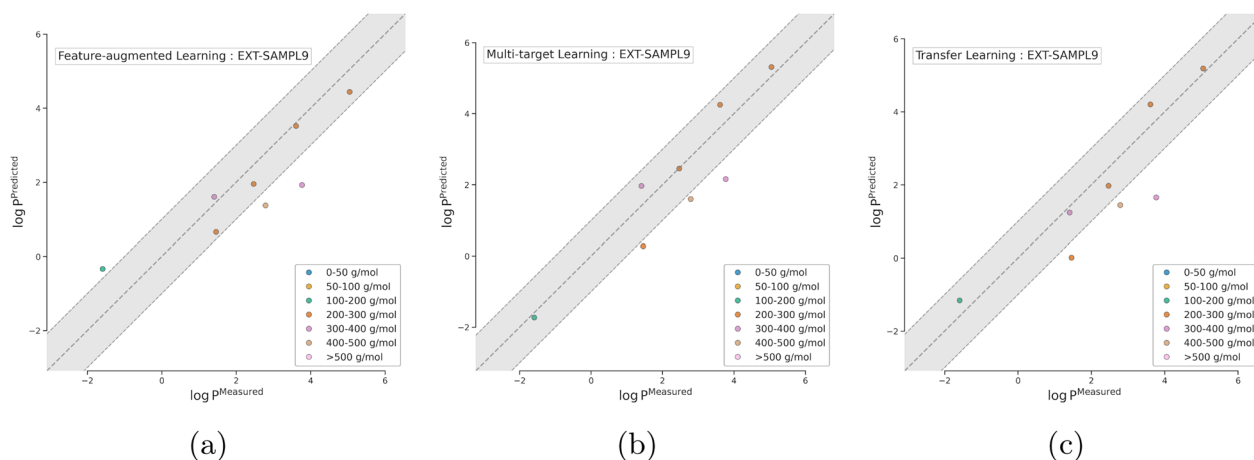 Feature-augmented Learning : EXT-SAMPL9
6
4
2
0
−2
−2
0
2
4
6
log P^Predicted
log P^Measured
0-50 g/mol
50-100 g/mol
100-200 g/mol
200-300 g/mol
300-400 g/mol
400-500 g/mol
>500 g/mol
(a)
Multi-target Learning : EXT-SAMPL9
6
4
2
0
−2
−2
0
2
4
6
log P^Predicted
log P^Measured
0-50 g/mol
50-100 g/mol
100-200 g/mol
200-300 g/mol
300-400 g/mol
400-500 g/mol
>500 g/mol
(b)
Transfer Learning : EXT-SAMPL9
6
4
2
0
−2
−2
0
2
4
6
log P^Predicted
log P^Measured
0-50 g/mol
50-100 g/mol
100-200 g/mol
200-300 g/mol
300-400 g/mol
400-500 g/mol
>500 g/mol
(c)